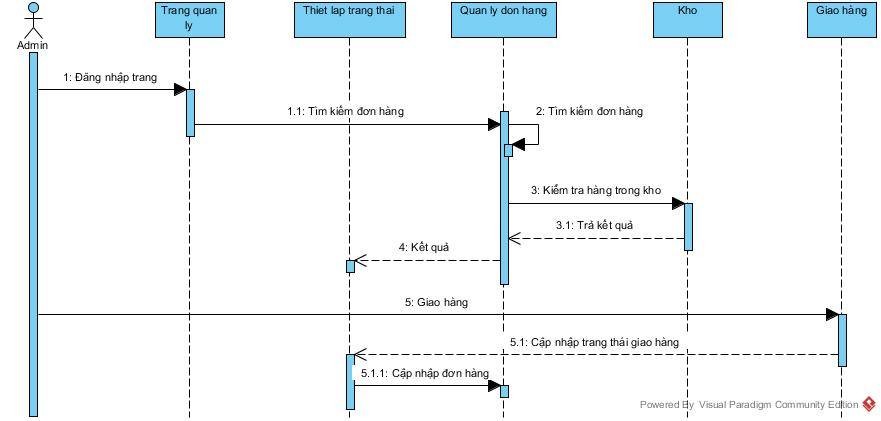 Trang quan
ly
Thiet lap trang thai
Quan ly don hang
Kho
Giao hàng
Admin
1: Đăng nhập trang
1.1: Tìm kiếm đơn hàng
2: Tìm kiếm đơn hàng
3: Kiểm tra hàng trong kho
3.1: Trả kết quả
4: Kết quả
5: Giao hàng
5.1: Cập nhập trang thái giao hàng
5.1.1: Cập nhập đơn hàng
Powered By Visual Paradigm Community Edition